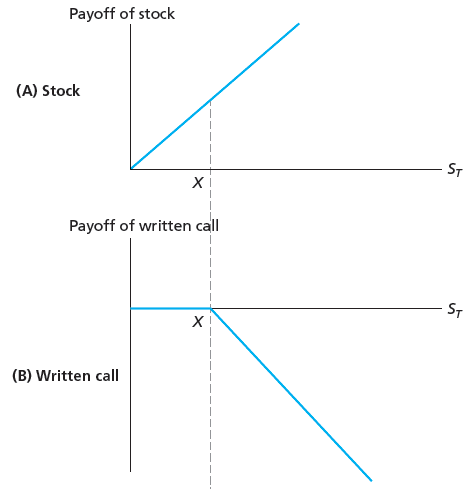 Payoff of stock
(A) Stock
X
S_T
Payoff of written call
X
S_T
(B) Written call